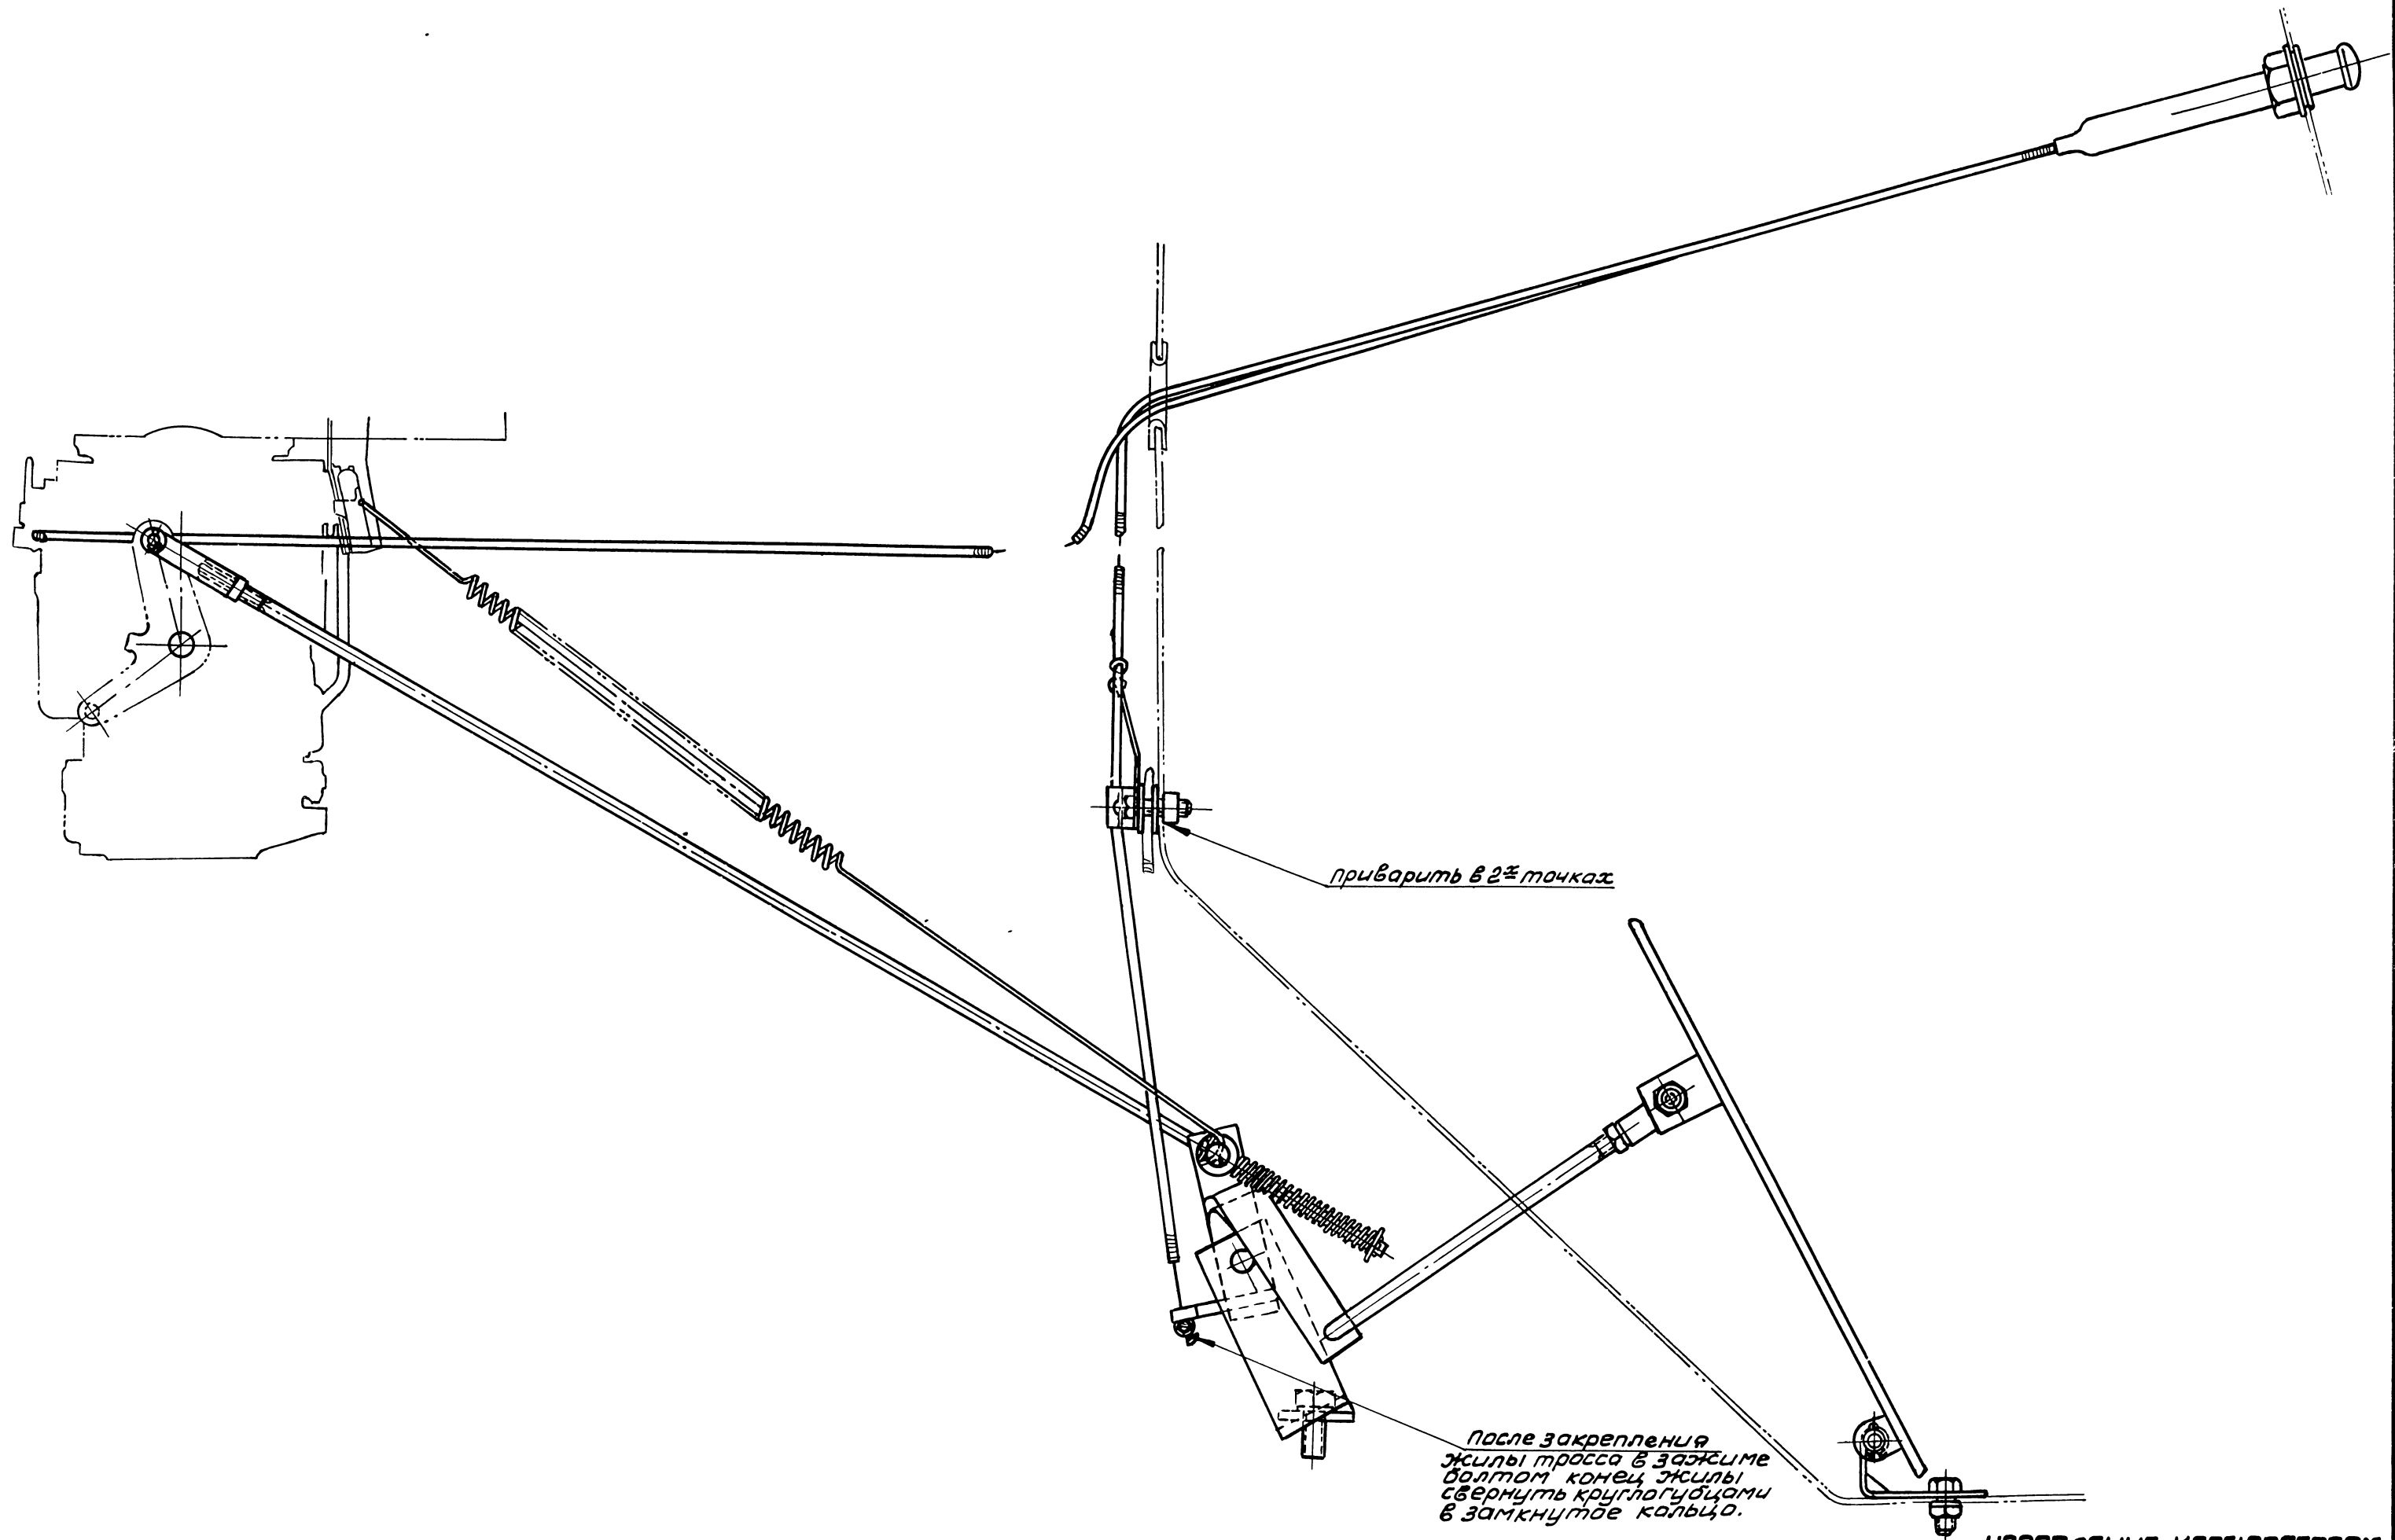 приварить в 2х точках
после закрепления
жилы тросса в зажиме
болтом конец жилы
свернуть круглогубцами
в замкнутое кольцо.